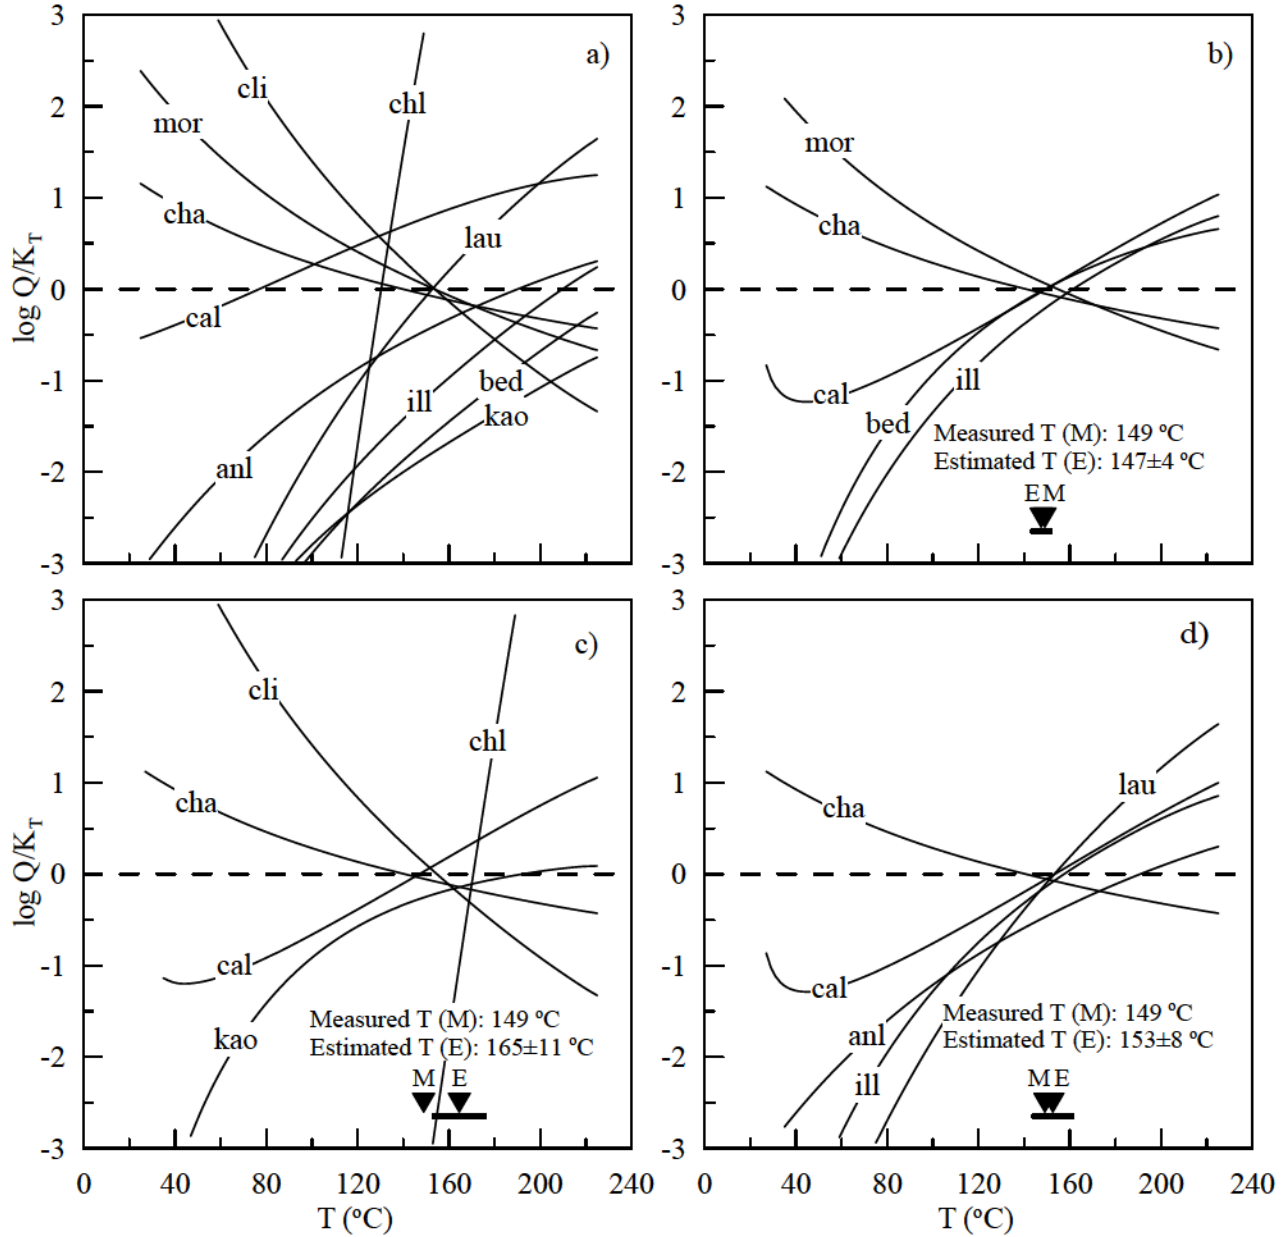 3
2
1
0
-1
-2
-3
log Q/K_T
a)
cli
chl
mor
cha
lau
cal
bed
ill
kao
anl
3
2
1
0
-1
-2
-3
b)
mor
cha
ill
cal
bed
Measured T (M): 149 ºC
Estimated T (E): 147±4 ºC
E M
3
2
1
0
-1
-2
-3
log Q/K_T
c)
cli
chl
cha
cal
kao
Measured T (M): 149 ºC
Estimated T (E): 165±11 ºC
M E
0 40 80 120 160 200 240
T (ºC)
3
2
1
0
-1
-2
-3
d)
lau
cha
cal
anl
ill
Measured T (M): 149 ºC
Estimated T (E): 153±8 ºC
M E
0 40 80 120 160 200 240
T (ºC)